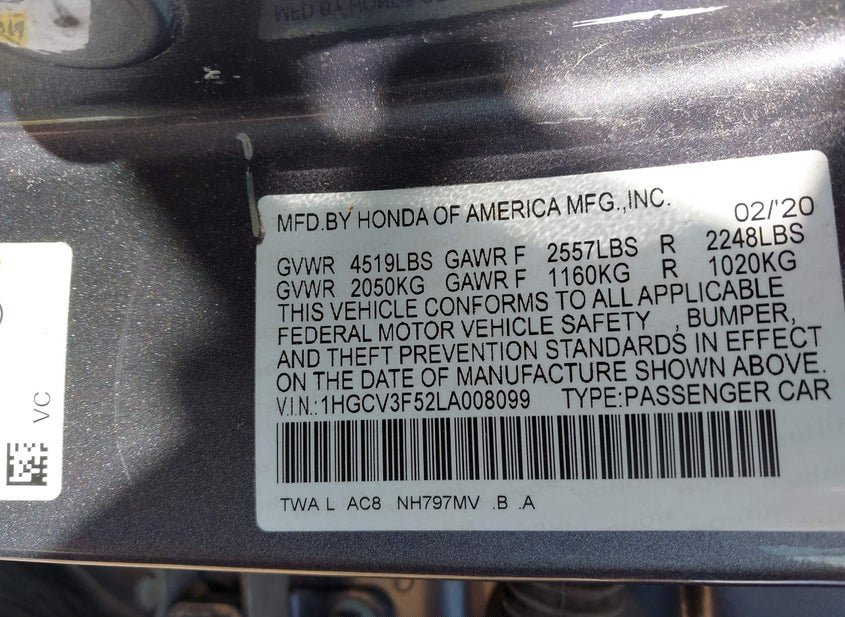 MFD.BY HONDA OF AMERICA MFG.,INC. 02/'20
GVWR 4519LBS GAWR F 2557LBS R 2248LBS
GVWR 2050KG GAWR F 1160KG R 1020KG
THIS VEHICLE CONFORMS TO ALL APPLICABLE
FEDERAL MOTOR VEHICLE SAFETY , BUMPER,
AND THEFT PREVENTION STANDARDS IN EFFECT
ON THE DATE OF MANUFACTURE SHOWN ABOVE.
V.I.N.:1HGCV3F52LA008099 TYPE:PASSENGER CAR
TWA L AC8 NH797MV .B .A
VC